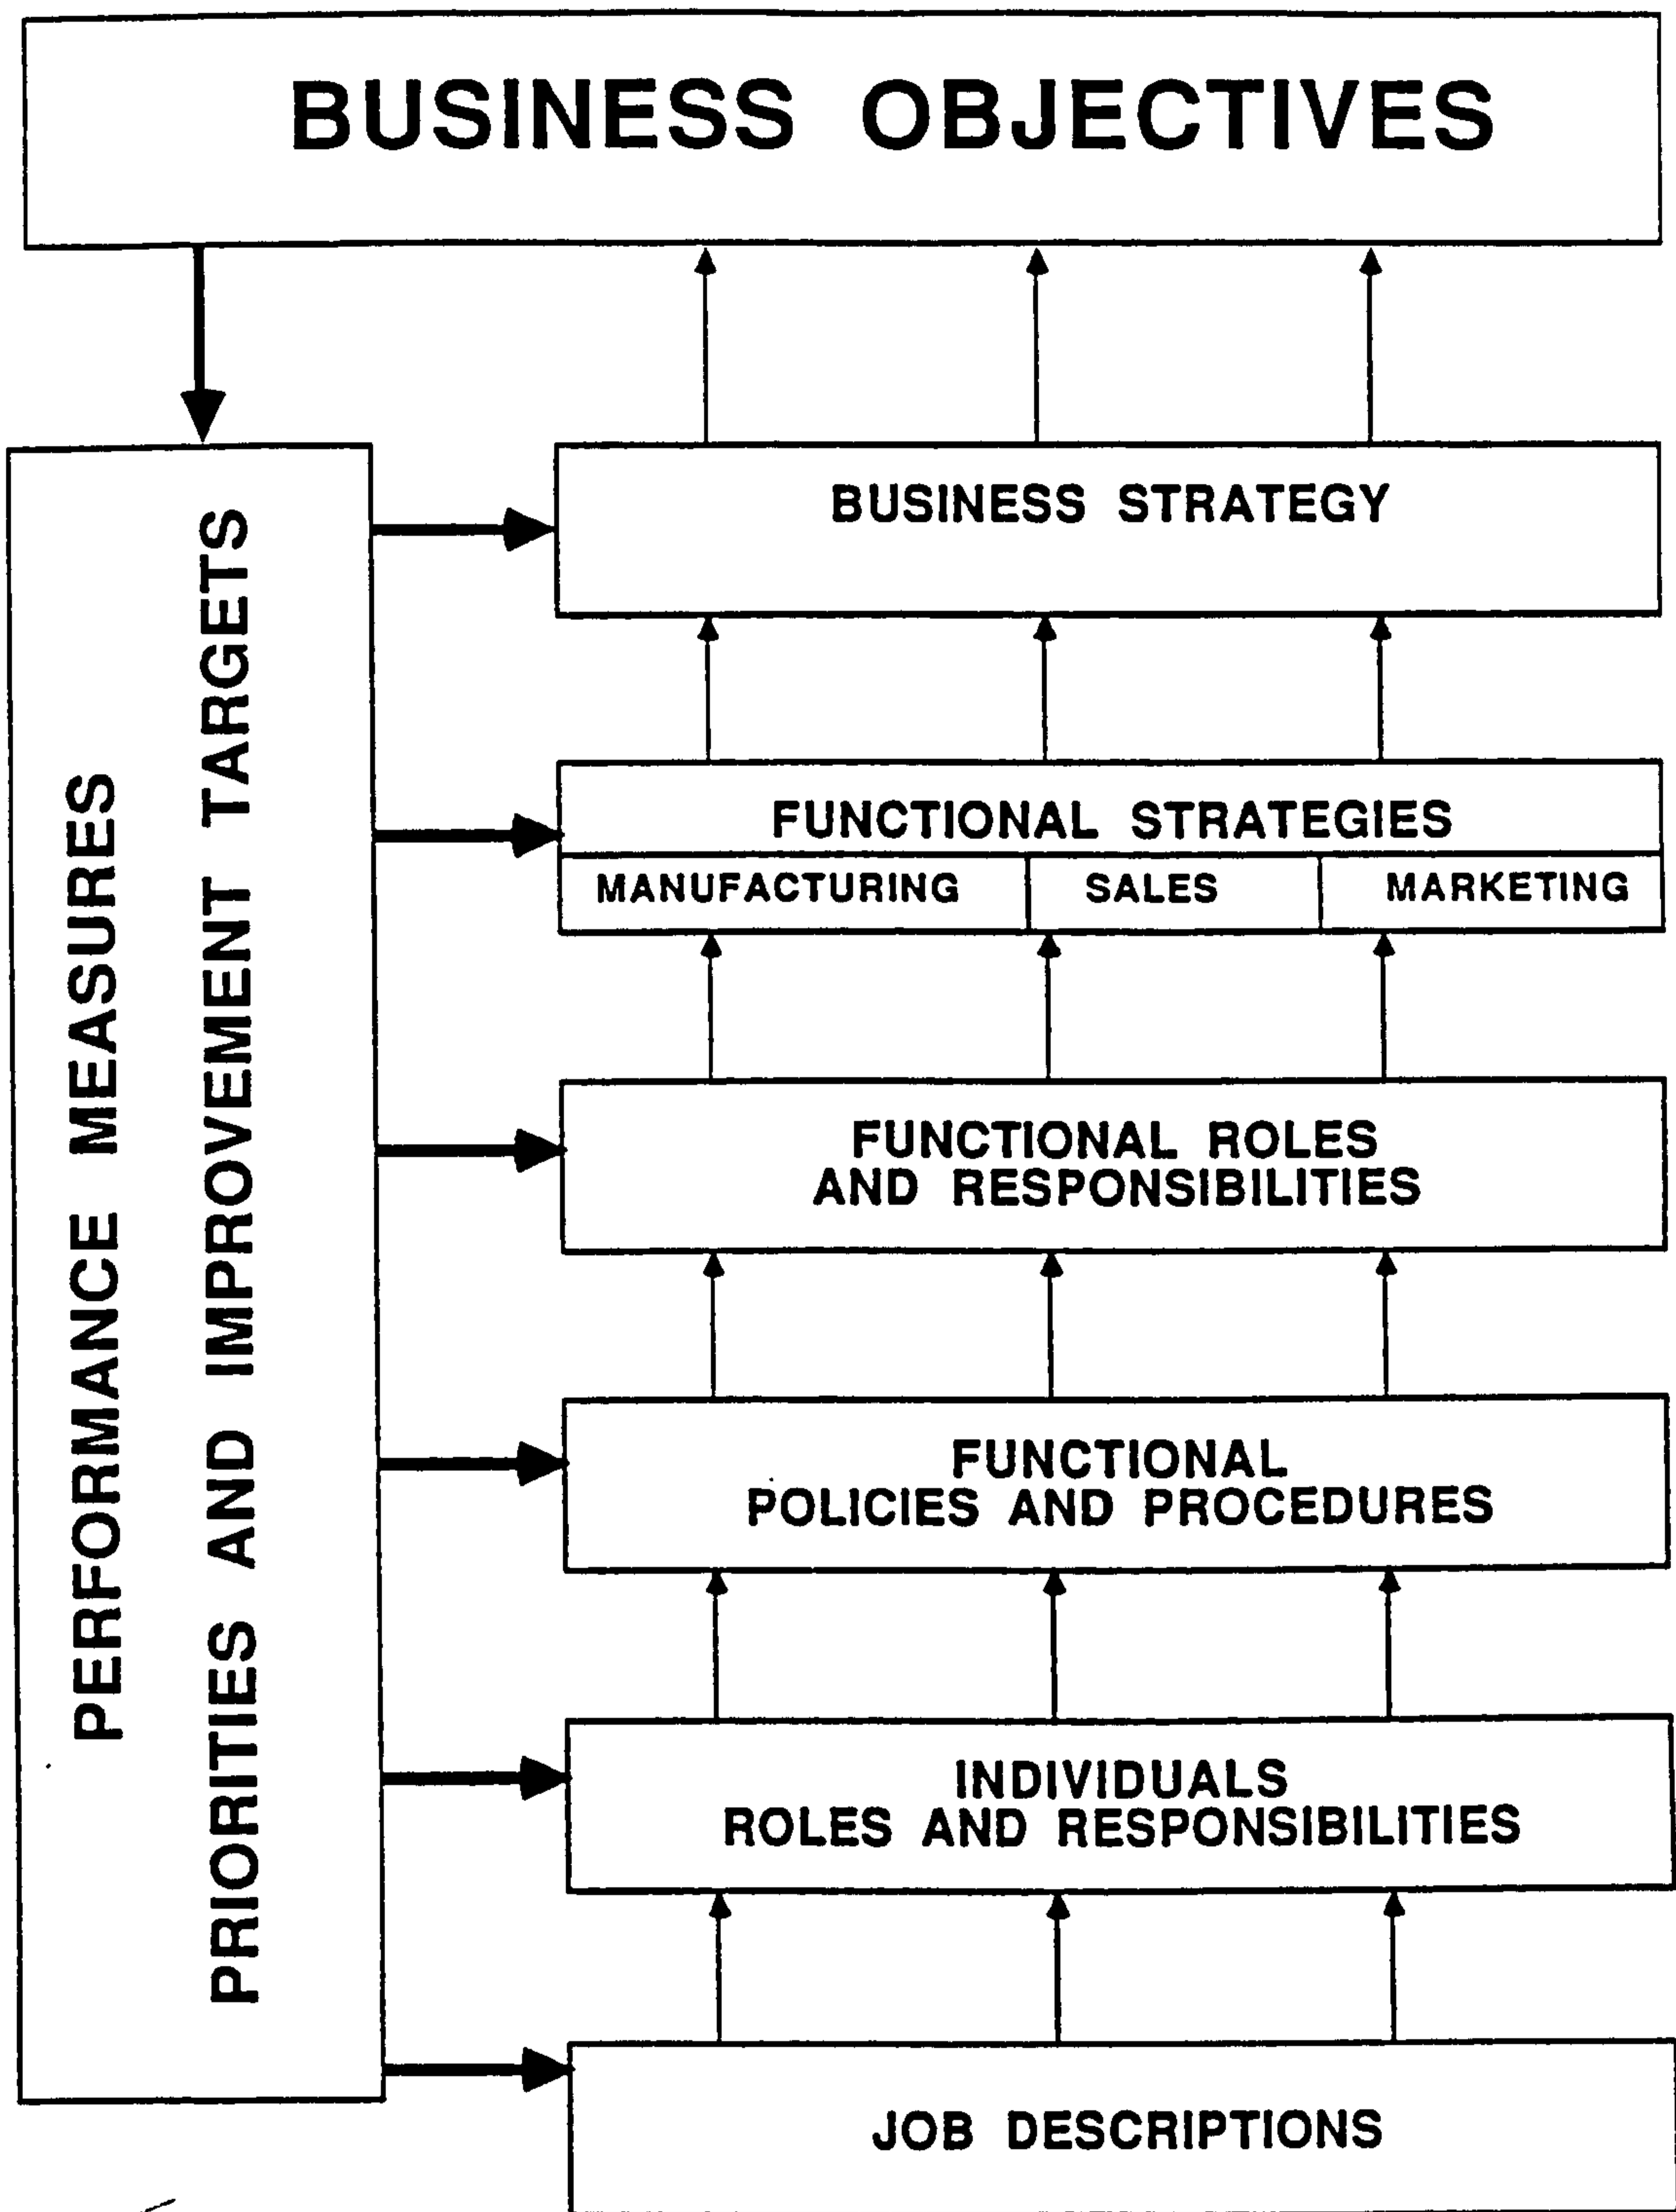 BUSINESS OBJECTIVES
PERFORMANCE MEASURES
PRIORITIES AND IMPROVEMENT TARGETS
BUSINESS STRATEGY
FUNCTIONAL STRATEGIES
MANUFACTURING
SALES
MARKETING
FUNCTIONAL ROLES
AND RESPONSIBILITIES
FUNCTIONAL
POLICIES AND PROCEDURES
INDIVIDUALS
ROLES AND RESPONSIBILITIES
JOB DESCRIPTIONS